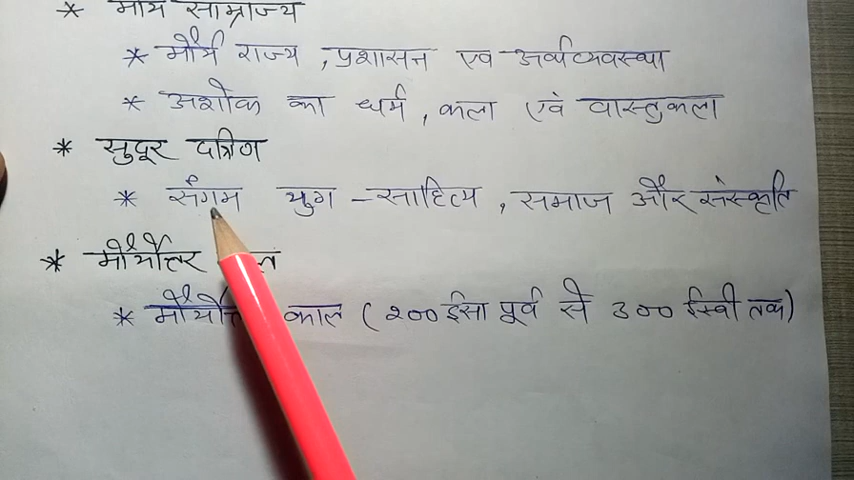 * मौर्य साम्राज्य
* मौर्य राज्य , प्रशासन एव अर्थव्यवस्था
* अशोक का धर्म , कला एवं वास्तुकला
* सुदूर दक्षिण
* संगम युग - साहित्य , समाज और संस्कृति
* मौर्योत्तर
* काल ( २०० ईसा पूर्व से ३०० ईस्वी तक )